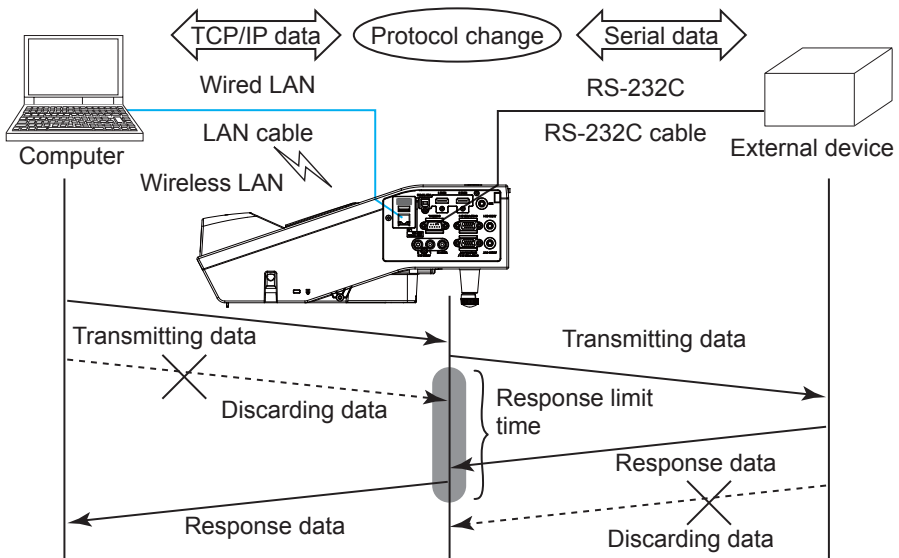 TCP/IP data
Protocol change
Serial data
Wired LAN
RS-232C
LAN cable
RS-232C cable
Computer
External device
Wireless LAN
Transmitting data
Transmitting data
Discarding data
Response limit
time
Response data
Response data
Discarding data